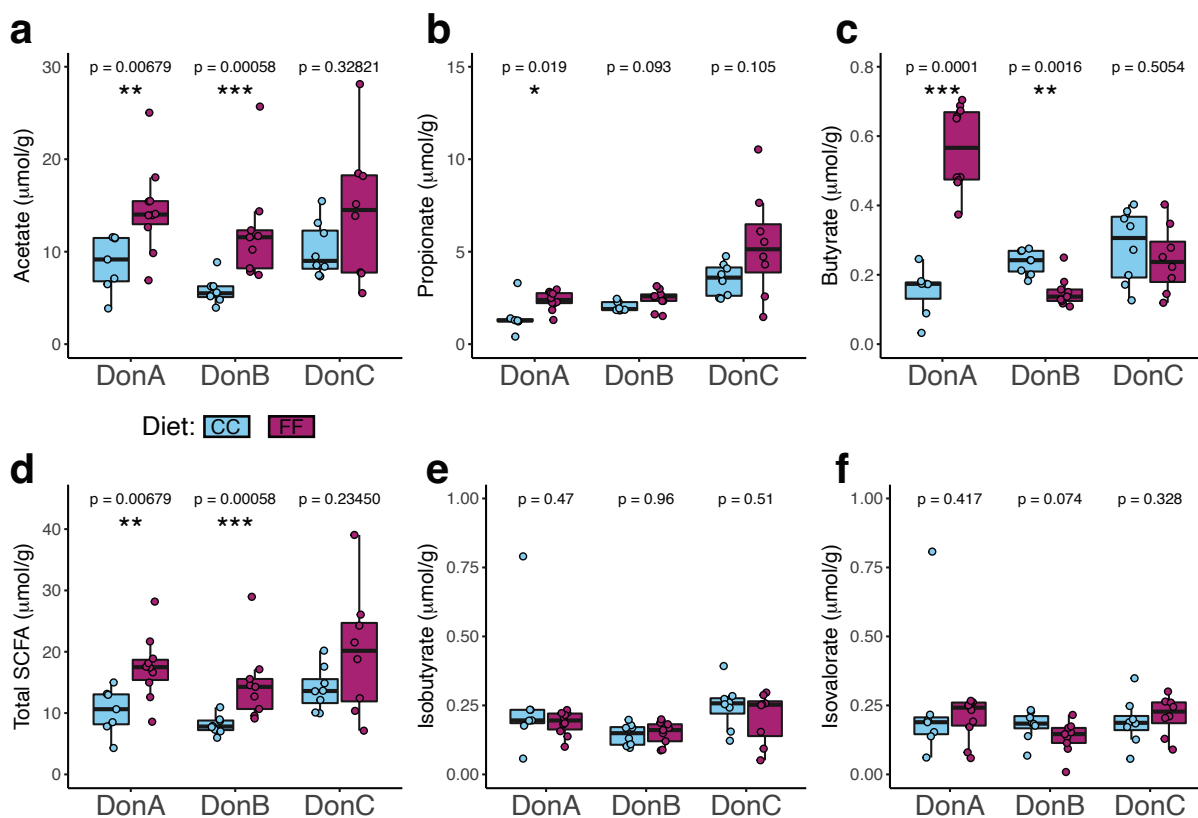 a
p = 0.00679 p = 0.00058 p = 0.32821
** ***
Acetate (μmol/g)
30
20
10
0
DonA DonB DonC
b
p = 0.019 p = 0.093 p = 0.105
*
Propionate (μmol/g)
15
10
5
0
DonA DonB DonC
c
p = 0.0001 p = 0.0016 p = 0.5054
*** **
Butyrate (μmol/g)
0.8
0.6
0.4
0.2
0.0
DonA DonB DonC
Diet: CC FF
d
p = 0.00679 p = 0.00058 p = 0.23450
** ***
Total SCFA (μmol/g)
40
30
20
10
0
DonA DonB DonC
e
p = 0.47 p = 0.96 p = 0.51
Isobutyrate (μmol/g)
1.00
0.75
0.50
0.25
0.00
DonA DonB DonC
f
p = 0.417 p = 0.074 p = 0.328
Isovalorate (μmol/g)
1.00
0.75
0.50
0.25
0.00
DonA DonB DonC